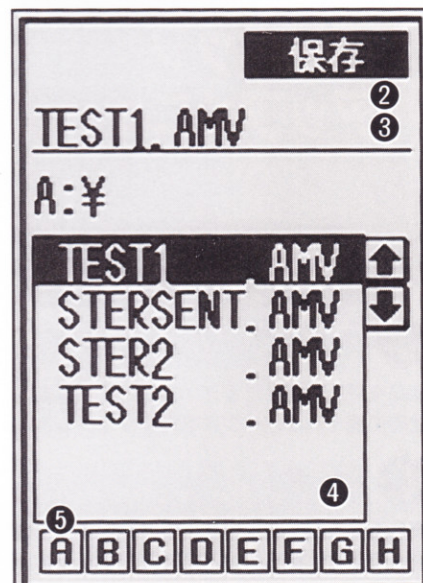 保存
❷
TEST1.AMV ❸
A:¥
TEST1 .AMV ⬆
STERSENT.AMV ⬇
STER2 .AMV
TEST2 .AMV
❹
❺
A B C D E F G H